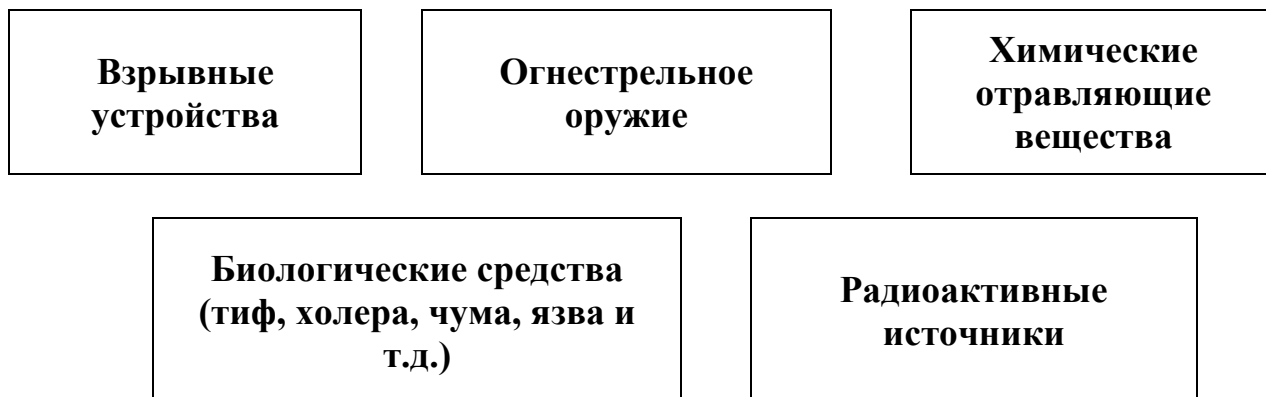 Взрывные
устройства
Огнестрельное
оружие
Химические
отравляющие
вещества
Биологические средства
(тиф, холера, чума, язва и
т.д.)
Радиоактивные
источники